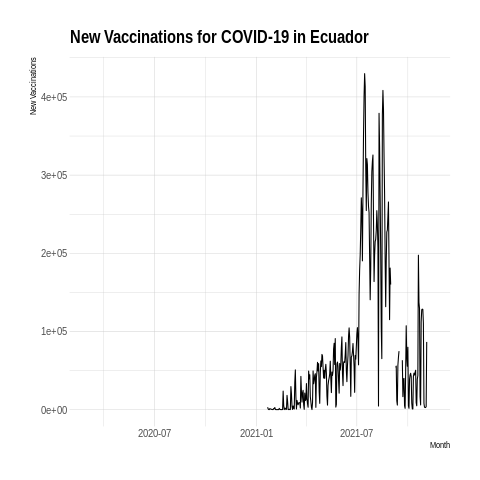 New Vaccinations for COVID-19 in Ecuador
New Vaccinations
4e+05
3e+05
2e+05
1e+05
0e+00
2020-07
2021-01
2021-07
Month